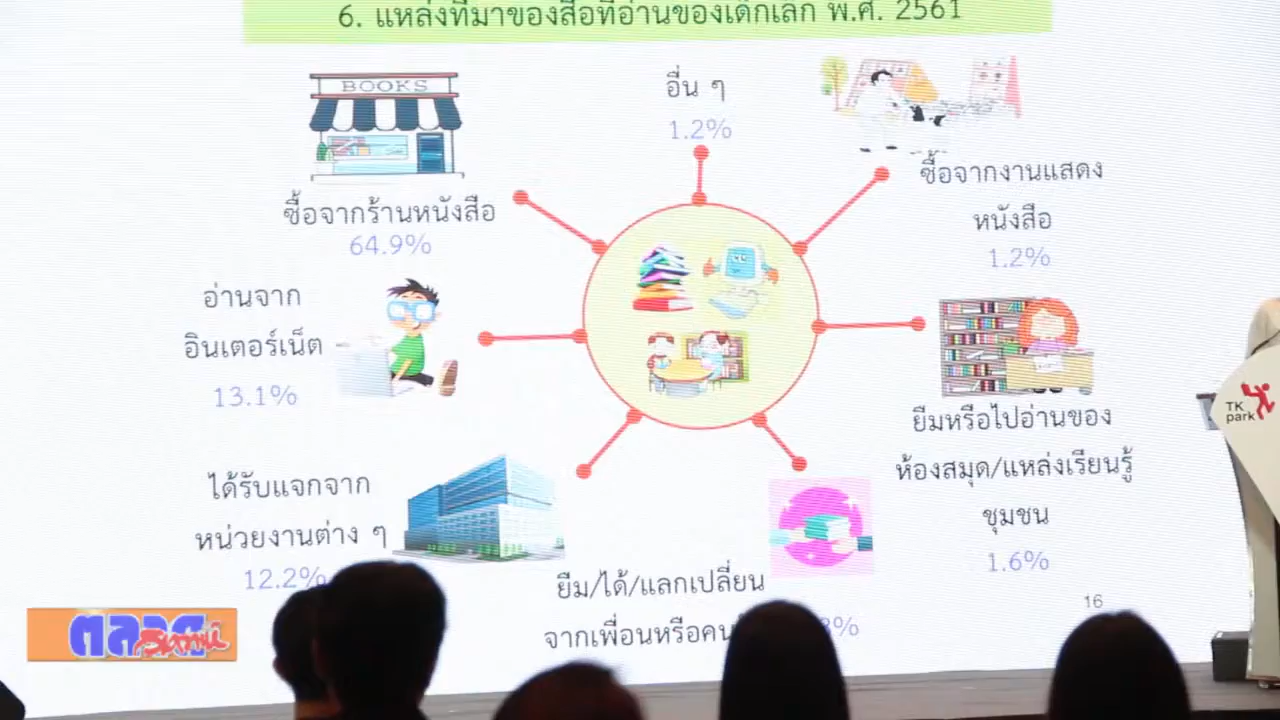 6. แหล่งที่มาของสื่อที่อ่านของเด็กเล็ก พ.ศ. 2561
BOOKS
อื่น ๆ
1.2%
ซื้อจากงานแสดง
หนังสือ
1.2%
ซื้อจากร้านหนังสือ
64.9%
อ่านจาก
อินเตอร์เน็ต
13.1%
TK
park
ยืมหรือไปอ่านของ
ห้องสมุด/แหล่งเรียนรู้
ชุมชน
1.6%
ได้รับแจกจาก
หน่วยงานต่าง ๆ
12.2%
ยืม/ได้/แลกเปลี่ยน
จากเพื่อนหรือคน
16
ตลาด